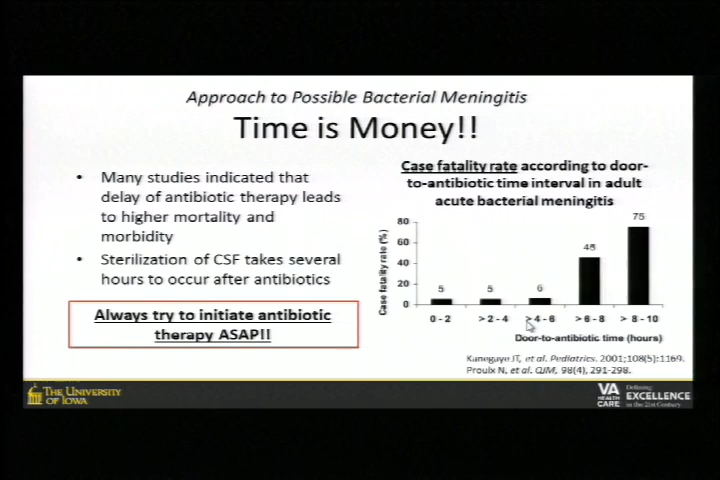 Approach to Possible Bacterial Meningitis
Time is Money!!
• Many studies indicated that
delay of antibiotic therapy leads
to higher mortality and
morbidity
• Sterilization of CSF takes several
hours to occur after antibiotics
Always try to initiate antibiotic
therapy ASAP!!
Case fatality rate according to door-
to-antibiotic time interval in adult
acute bacterial meningitis
Case fatality rate (%)
80
60
40
20
0
5
5
6
45
75
0 - 2
> 2 - 4
> 4 - 6
> 6 - 8
> 8 - 10
Door-to-antibiotic time (hours)
Kanegaye JT, et al. Pediatrics. 2001;108(5):1169.
Proulx N, et al. QJM, 98(4), 291-298.
THE UNIVERSITY
OF IOWA
VA
HEALTH
CARE
Defining
EXCELLENCE
in the 21st Century